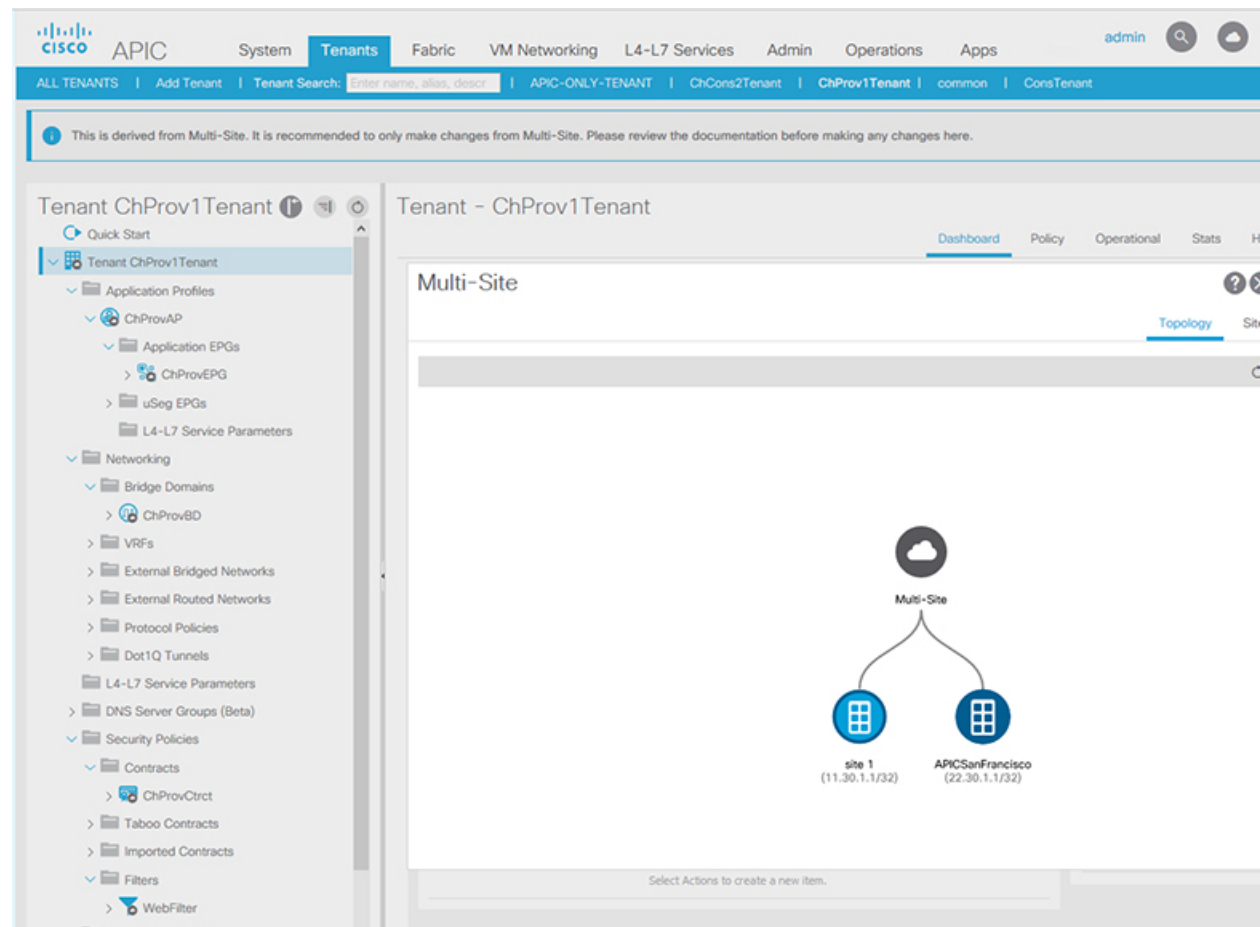 CISCO APIC System Tenants Fabric VM Networking L4-L7 Services Admin Operations Apps admin
ALL TENANTS | Add Tenant | Tenant Search: Enter name, alias, descr | APIC-ONLY-TENANT | ChCons2Tenant | ChProv1Tenant | common | ConsTenant
This is derived from Multi-Site. It is recommended to only make changes from Multi-Site. Please review the documentation before making any changes here.
Tenant ChProv1Tenant
Quick Start
Tenant ChProv1Tenant
Application Profiles
ChProvAP
Application EPGs
ChProvEPG
uSeg EPGs
L4-L7 Service Parameters
Networking
Bridge Domains
ChProvBD
VRFs
External Bridged Networks
External Routed Networks
Protocol Policies
Dot1Q Tunnels
L4-L7 Service Parameters
DNS Server Groups (Beta)
Security Policies
Contracts
ChProvCtrct
Taboo Contracts
Imported Contracts
Filters
WebFilter
Tenant - ChProv1Tenant
Dashboard Policy Operational Stats H
Multi-Site
Topology Site
Multi-Site
site 1 APICSanFrancisco
(11.30.1.1/32) (22.30.1.1/32)
Select Actions to create a new item.